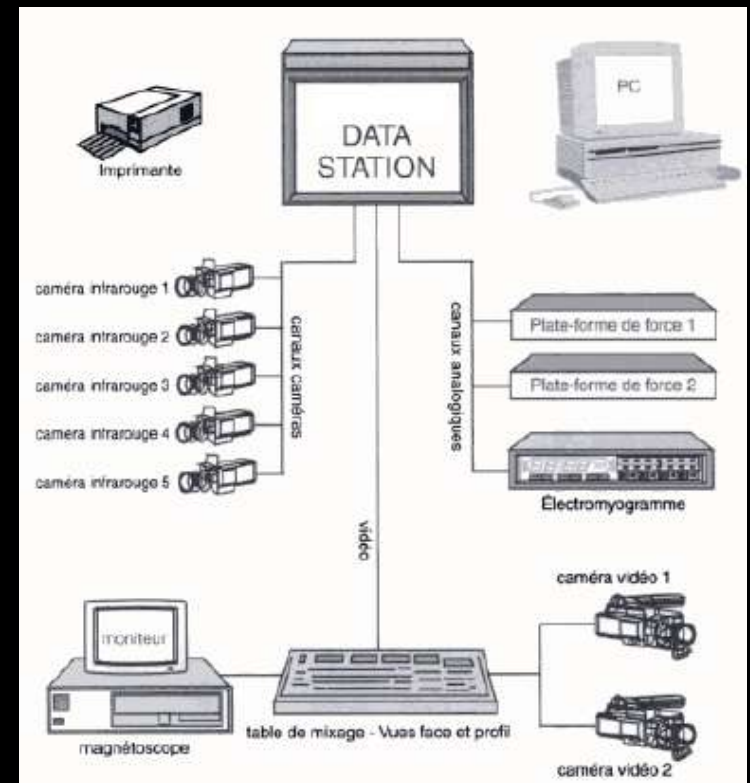 Imprimante
DATA
STATION
PC
caméra infrarouge 1
caméra infrarouge 2
caméra infrarouge 3
caméra infrarouge 4
caméra infrarouge 5
canaux caméras
canaux analogiques
Plate-forme de force 1
Plate-forme de force 2
Électromyogramme
vidéo
caméra vidéo 1
moniteur
magnétoscope
table de mixage - Vues face et profil
caméra vidéo 2